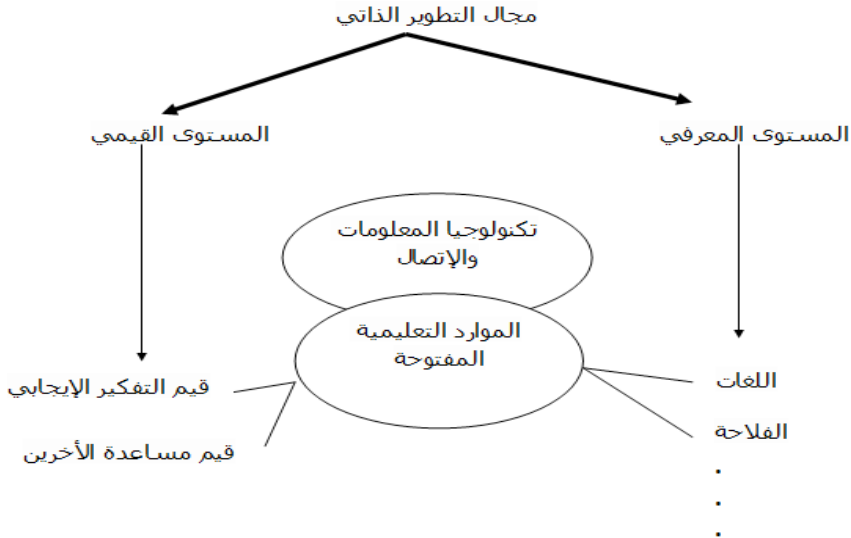 مجال التطوير الذاتي
المستوى المعرفي
المستوى القيمي
تكنولوجيا المعلومات
والإتصال
الموارد التعليمية
المفتوحة
اللغات
الفلاحة
.
.
.
قيم التفكير الإيجابي
قيم مساعدة الأخرين